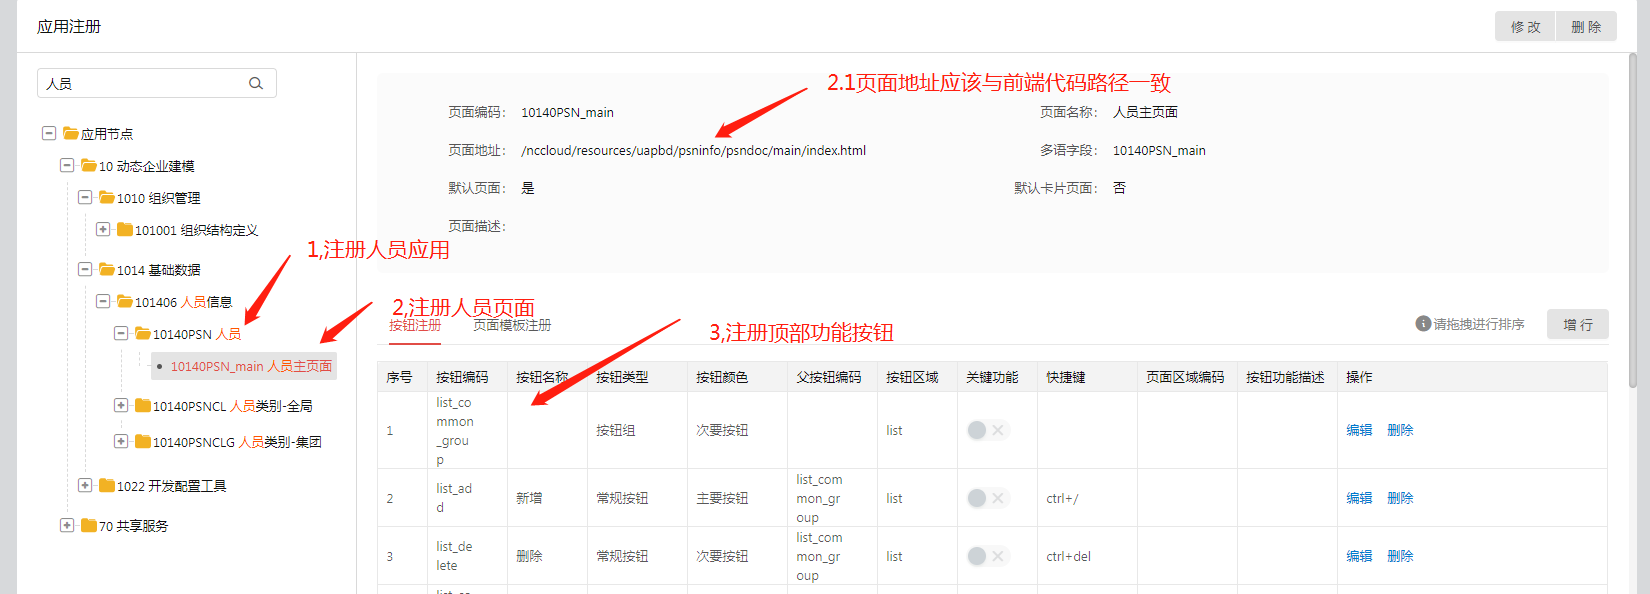 应用注册
修 改
删 除
人员
应用节点
10 动态企业建模
1010 组织管理
101001 组织结构定义
1014 基础数据
101406 人员信息
10140PSN 人员
10140PSN_main 人员主页面
10140PSNCL 人员类别-全局
10140PSNCLG 人员类别-集团
1022 开发配置工具
70 共享服务
2.1页面地址应该与前端代码路径一致
页面编码： 10140PSN_main
页面名称： 人员主页面
页面地址： /nccloud/resources/uapbd/psninfo/psndoc/main/index.html
多语字段： 10140PSN_main
默认页面： 是
默认卡片页面： 否
页面描述：
1,注册人员应用
2,注册人员页面
3,注册顶部功能按钮
按钮注册
页面模板注册
请拖拽进行排序
增 行
序号 按钮编码 按钮名称 按钮类型 按钮颜色 父按钮编码 按钮区域 关键功能 快捷键 页面区域编码 按钮功能描述 操作
1 list_common_group 按钮组 次要按钮 list 编辑 删除
2 list_add 新增 常规按钮 主要按钮 list_common_group list ctrl+/ 编辑 删除
3 list_delete 删除 常规按钮 次要按钮 list_common_group list ctrl+del 编辑 删除